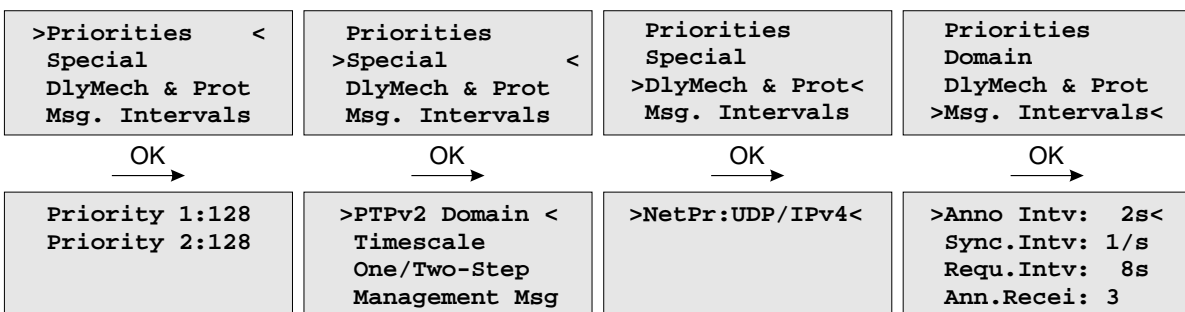 >Priorities   <
Special
DlyMech & Prot
Msg. Intervals
Priorities
>Special      <
DlyMech & Prot
Msg. Intervals
Priorities
Special
>DlyMech & Prot<
Msg. Intervals
Priorities
Domain
DlyMech & Prot
>Msg. Intervals<
OK
OK
OK
OK
Priority 1:128
Priority 2:128
>PTPv2 Domain <
Timescale
One/Two-Step
Management Msg
>NetPr:UDP/IPv4<
>Anno Intv:  2s<
Sync.Intv: 1/s
Requ.Intv:  8s
Ann.Recei: 3